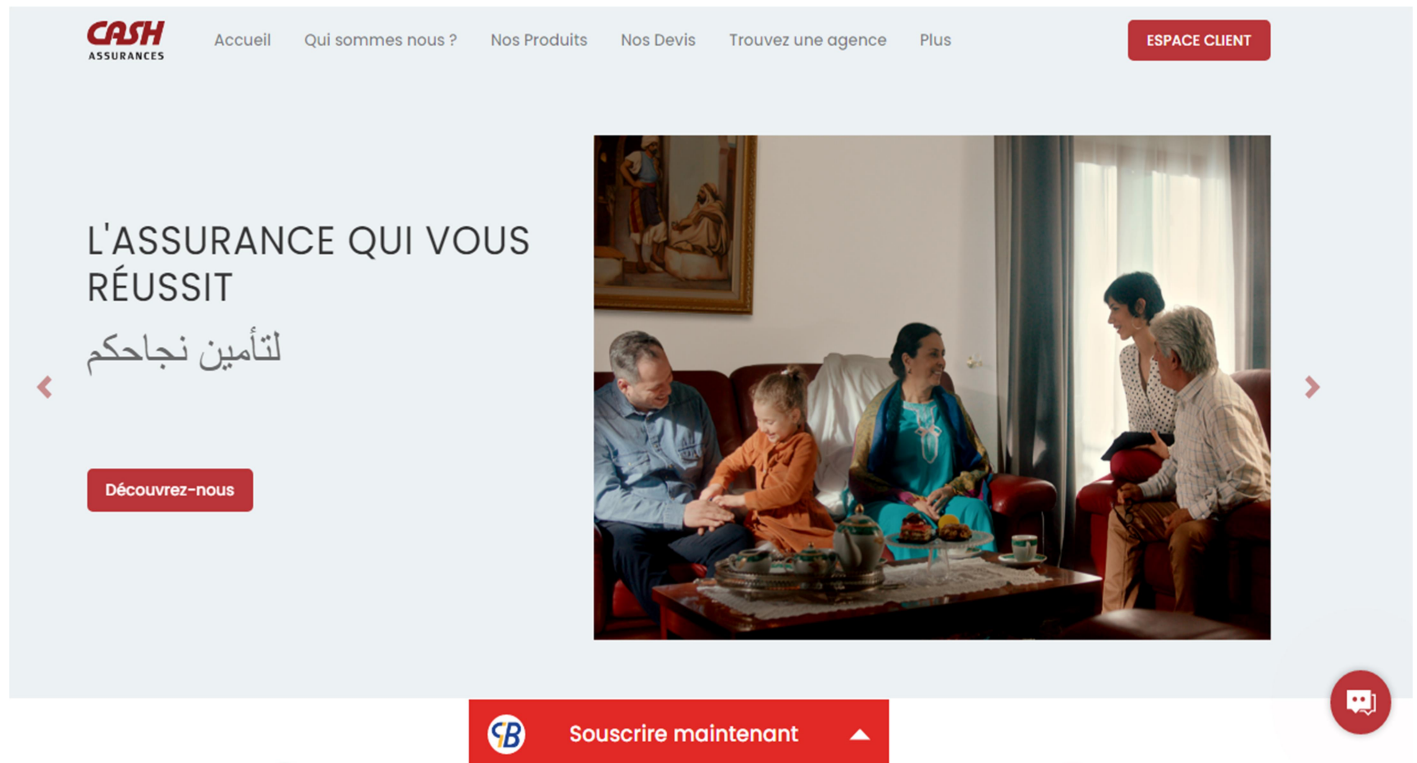 CASH
ASSURANCES
Accueil
Qui sommes nous ?
Nos Produits
Nos Devis
Trouvez une agence
Plus
ESPACE CLIENT
L'ASSURANCE QUI VOUS
RÉUSSIT
لتأمين نجاحكم
Découvrez-nous
CIB
Souscrire maintenant